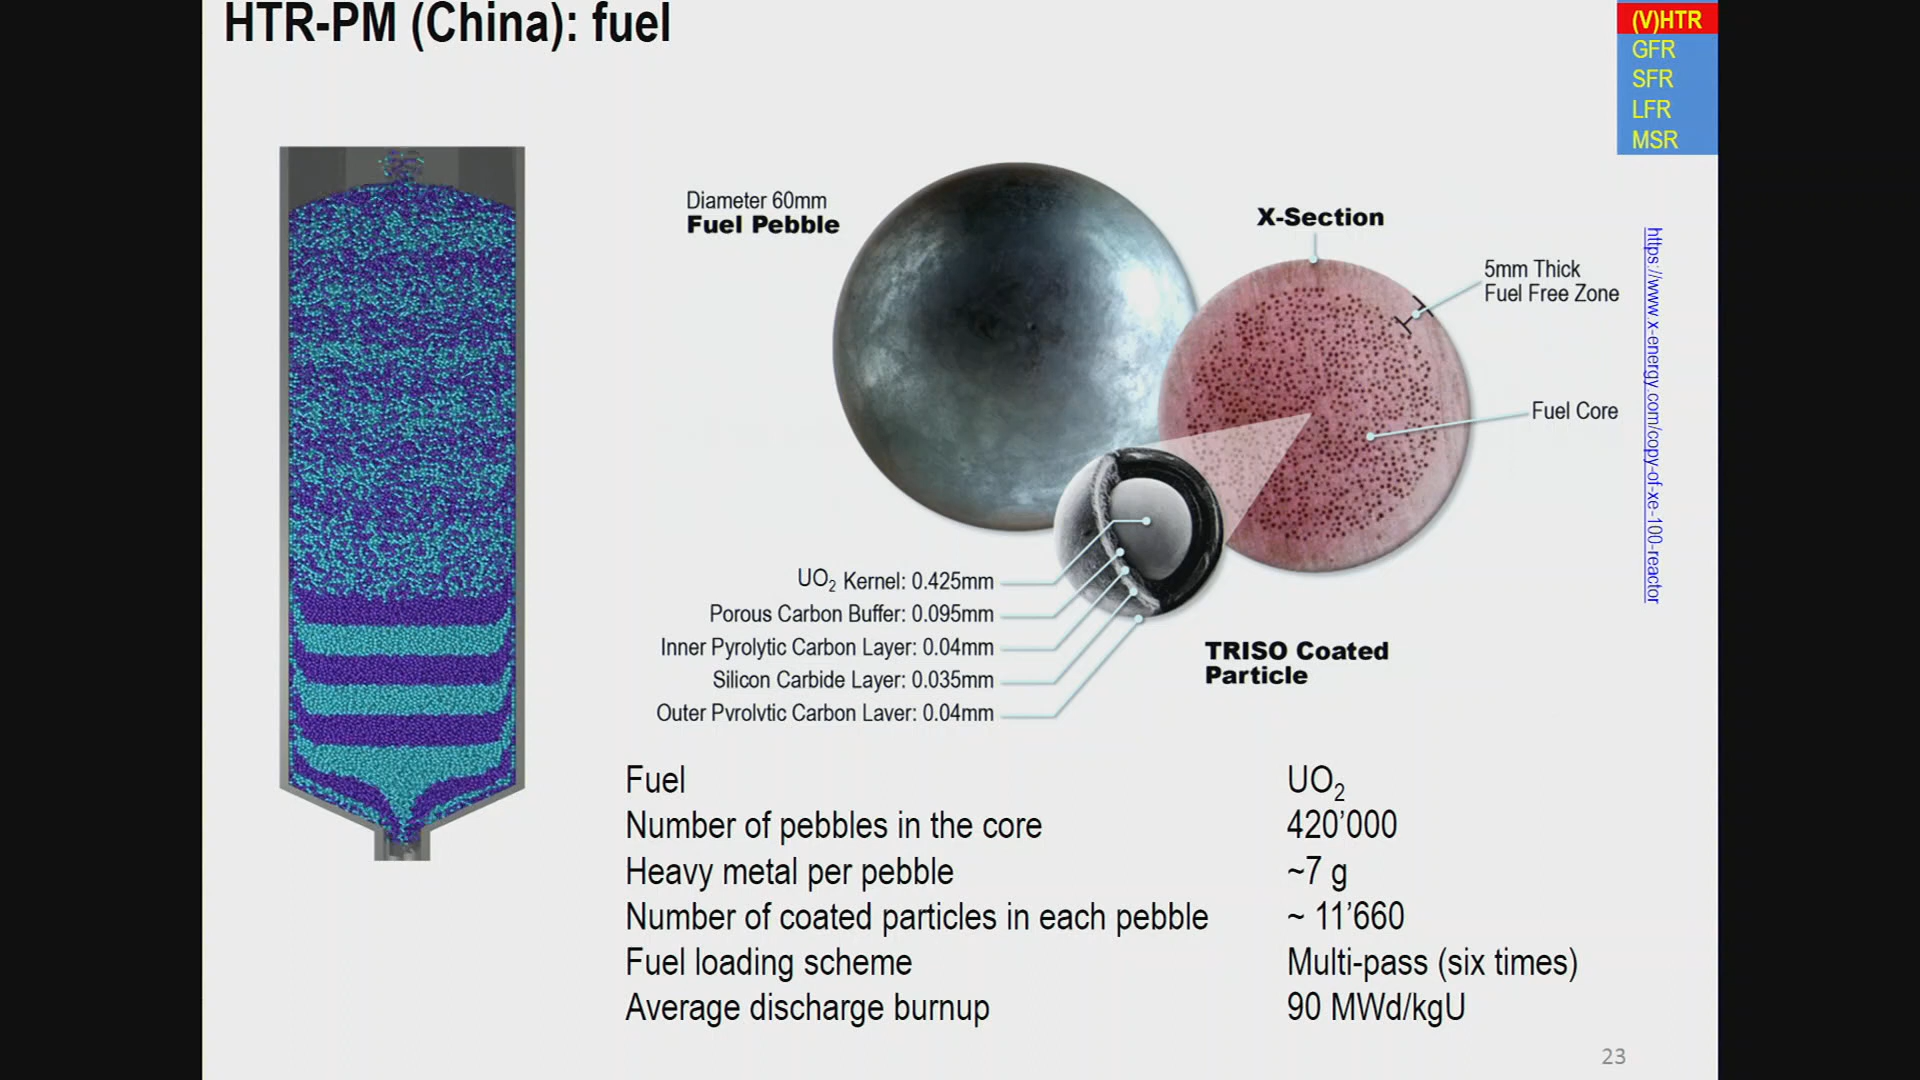 HTR-PM (China): fuel
(V)HTR
GFR
SFR
LFR
MSR
Diameter 60mm
Fuel Pebble
X-Section
5mm Thick
Fuel Free Zone
Fuel Core
https://www.x-energy.com/copy-of-xe-100-reactor
UO2 Kernel: 0.425mm
Porous Carbon Buffer: 0.095mm
Inner Pyrolytic Carbon Layer: 0.04mm
Silicon Carbide Layer: 0.035mm
Outer Pyrolytic Carbon Layer: 0.04mm
TRISO Coated
Particle
Fuel UO2
Number of pebbles in the core 420’000
Heavy metal per pebble ~7 g
Number of coated particles in each pebble ~ 11’660
Fuel loading scheme Multi-pass (six times)
Average discharge burnup 90 MWd/kgU
23